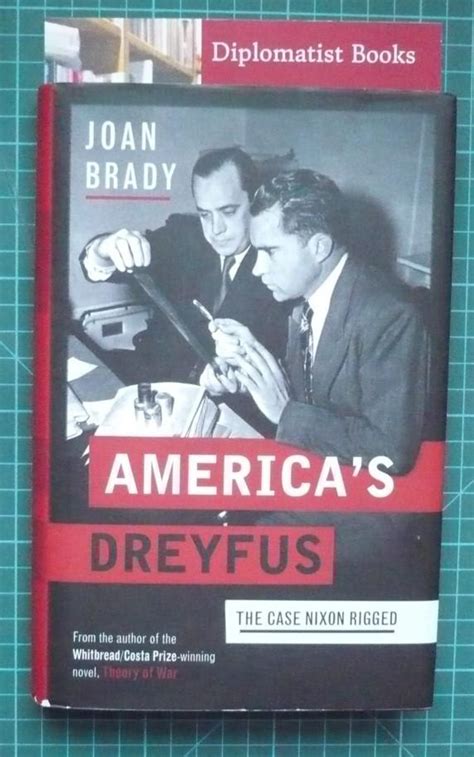 Diplomatist Books
JOAN
BRADY
AMERICA'S
DREYFUS
THE CASE NIXON RIGGED
From the author of the
Whitbread/Costa Prize-winning
novel, Theory of War